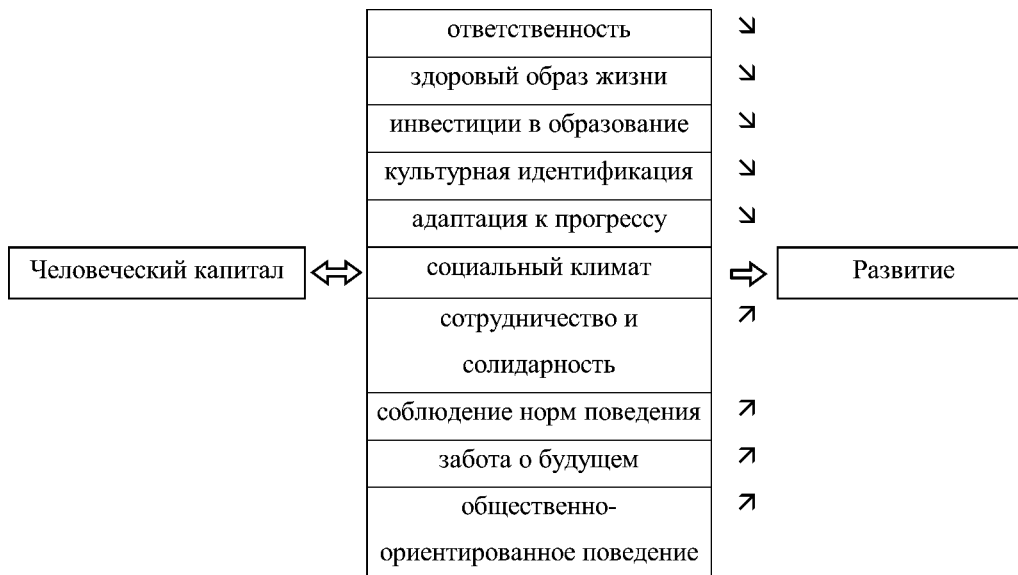 ответственность
здоровый образ жизни
инвестиции в образование
культурная идентификация
адаптация к прогрессу
Человеческий капитал
социальный климат
Развитие
сотрудничество и
солидарность
соблюдение норм поведения
забота о будущем
общественно-
ориентированное поведение